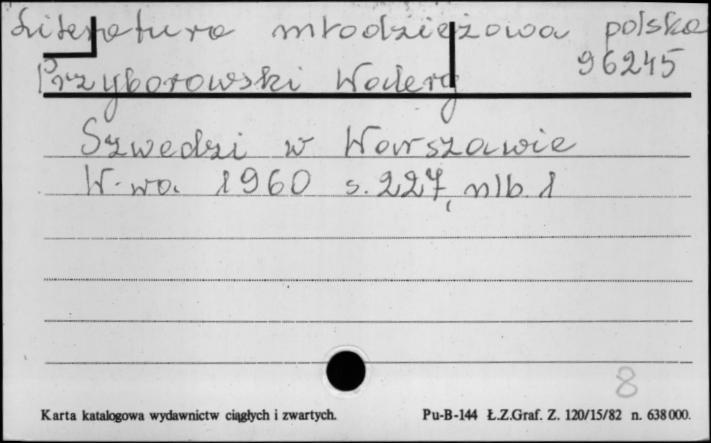 Literatura młodzieżowa polska
96245
Przyborowski Walery
Szwedzi w Warszawie
W-wa. 1960 s. 227, nlb. 1
8
Karta katalogowa wydawnictw ciągłych i zwartych.
Pu-B-144 Ł.Z.Graf. Z. 120/15/82 n. 638 000.